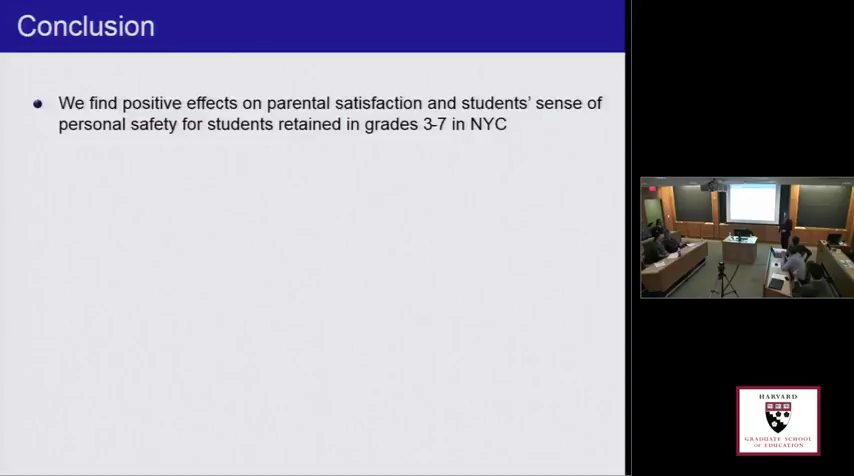 Conclusion
We find positive effects on parental satisfaction and students' sense of
personal safety for students retained in grades 3-7 in NYC
HARVARD
GRADUATE SCHOOL
OF EDUCATION